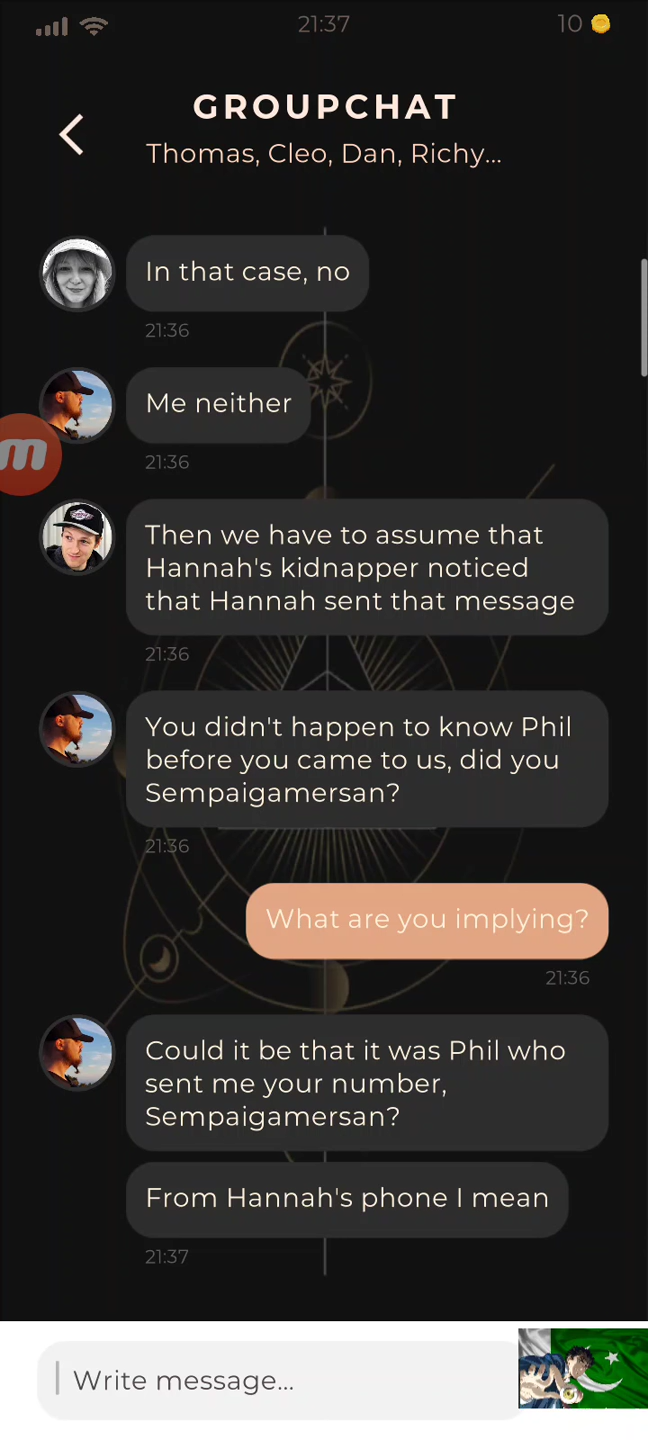 21:37
10
GROUPCHAT
Thomas, Cleo, Dan, Richy...
In that case, no
21:36
Me neither
21:36
m
Then we have to assume that
Hannah's kidnapper noticed
that Hannah sent that message
21:36
You didn't happen to know Phil
before you came to us, did you
Sempaigamersan?
21:36
What are you implying?
21:36
Could it be that it was Phil who
sent me your number,
Sempaigamersan?
From Hannah's phone I mean
21:37
Write message...